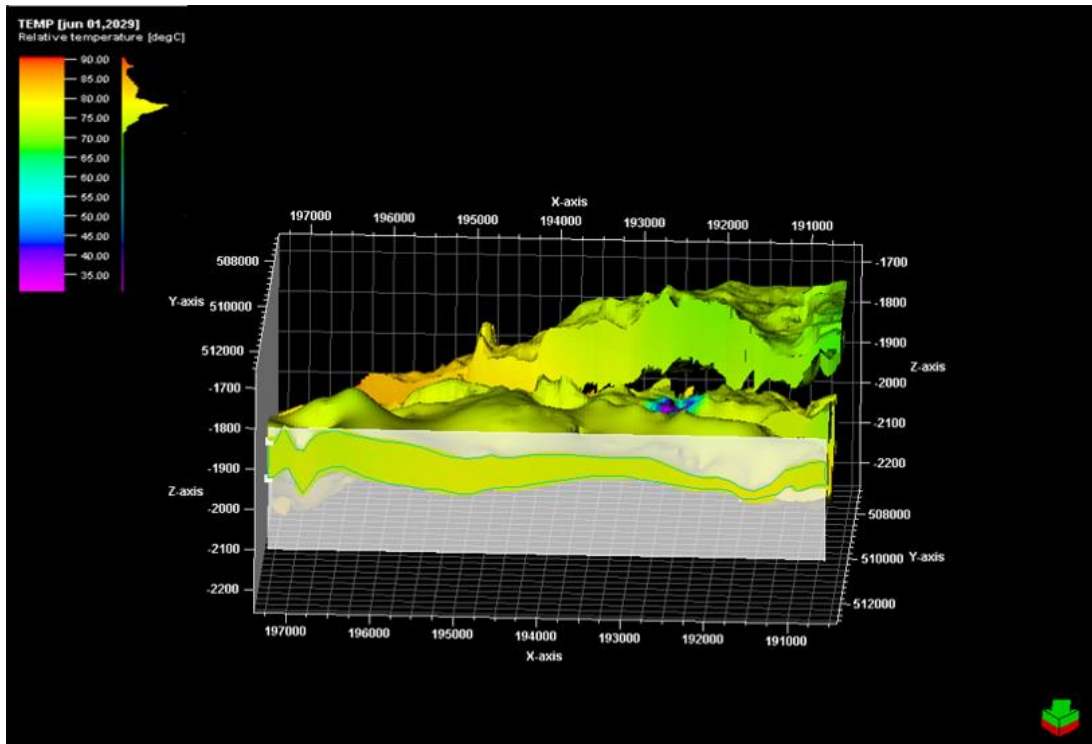 TEMP [jun 01,2029]
Relative temperature [degC]
90.00
85.00
80.00
75.00
70.00
65.00
60.00
55.00
50.00
45.00
40.00
35.00
X-axis
197000 196000 195000 194000 193000 192000 191000
508000
Y-axis
510000
512000
-1700
-1800
-1900
Z-axis
-2000
-2100
-2200
-1700
-1800
-1900
Z-axis
-2000
-2100
-2200
508000
510000 Y-axis
512000
197000 196000 195000 194000 193000 192000 191000
X-axis